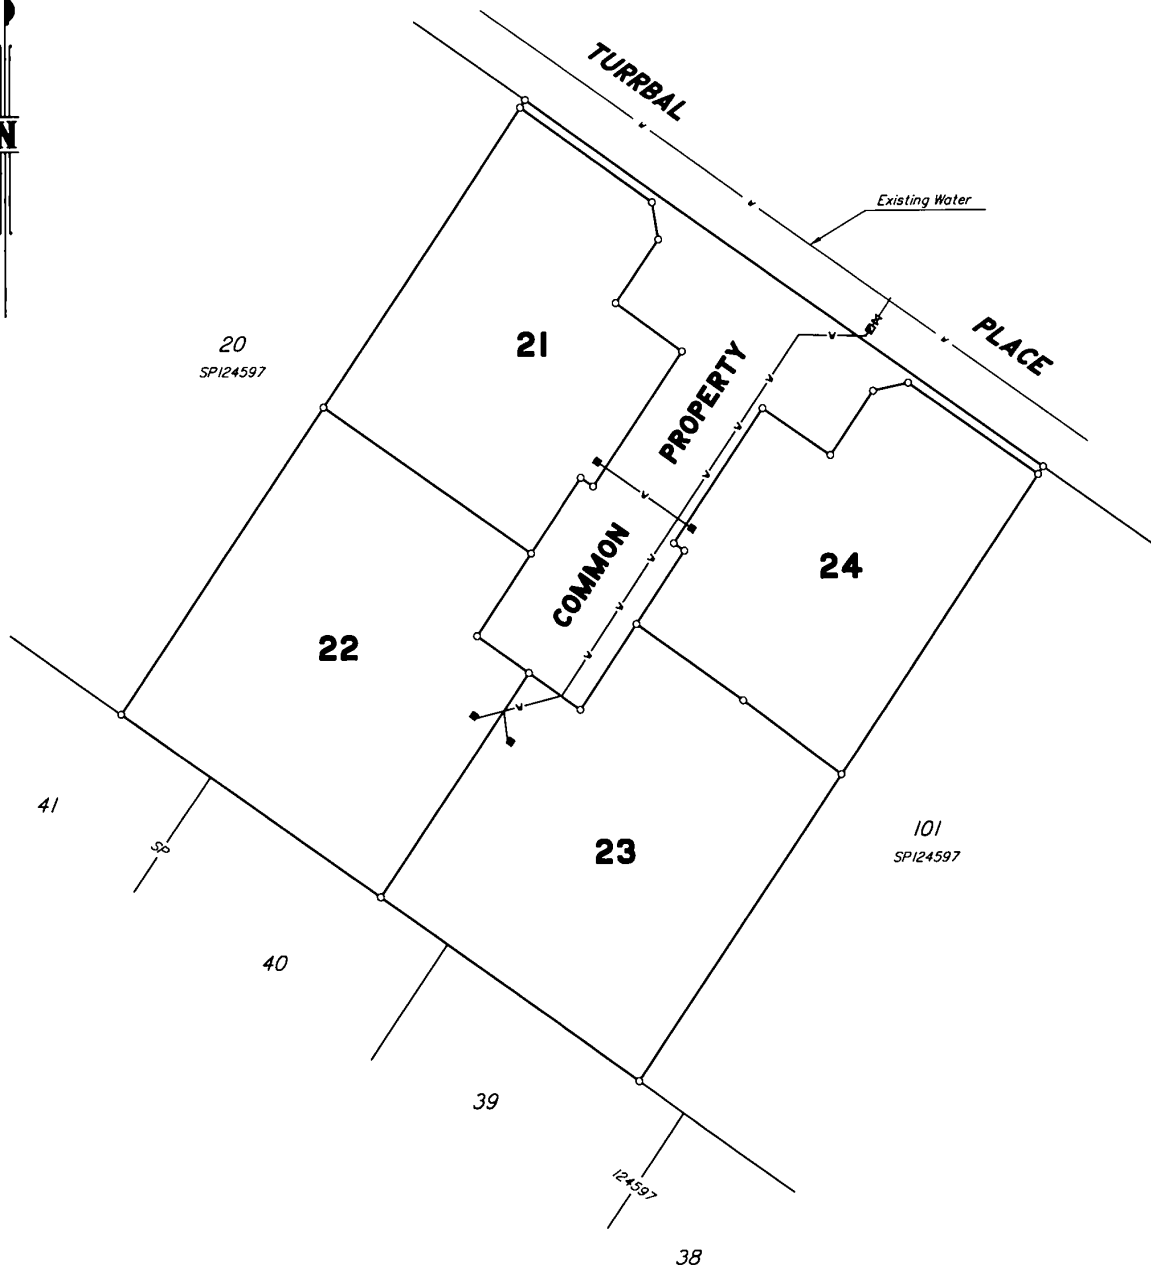 N
TURRBAL
Existing Water
PLACE
20
SP124597
21
PROPERTY
COMMON
24
22
41
SP
23
101
SP124597
40
39
124597
38